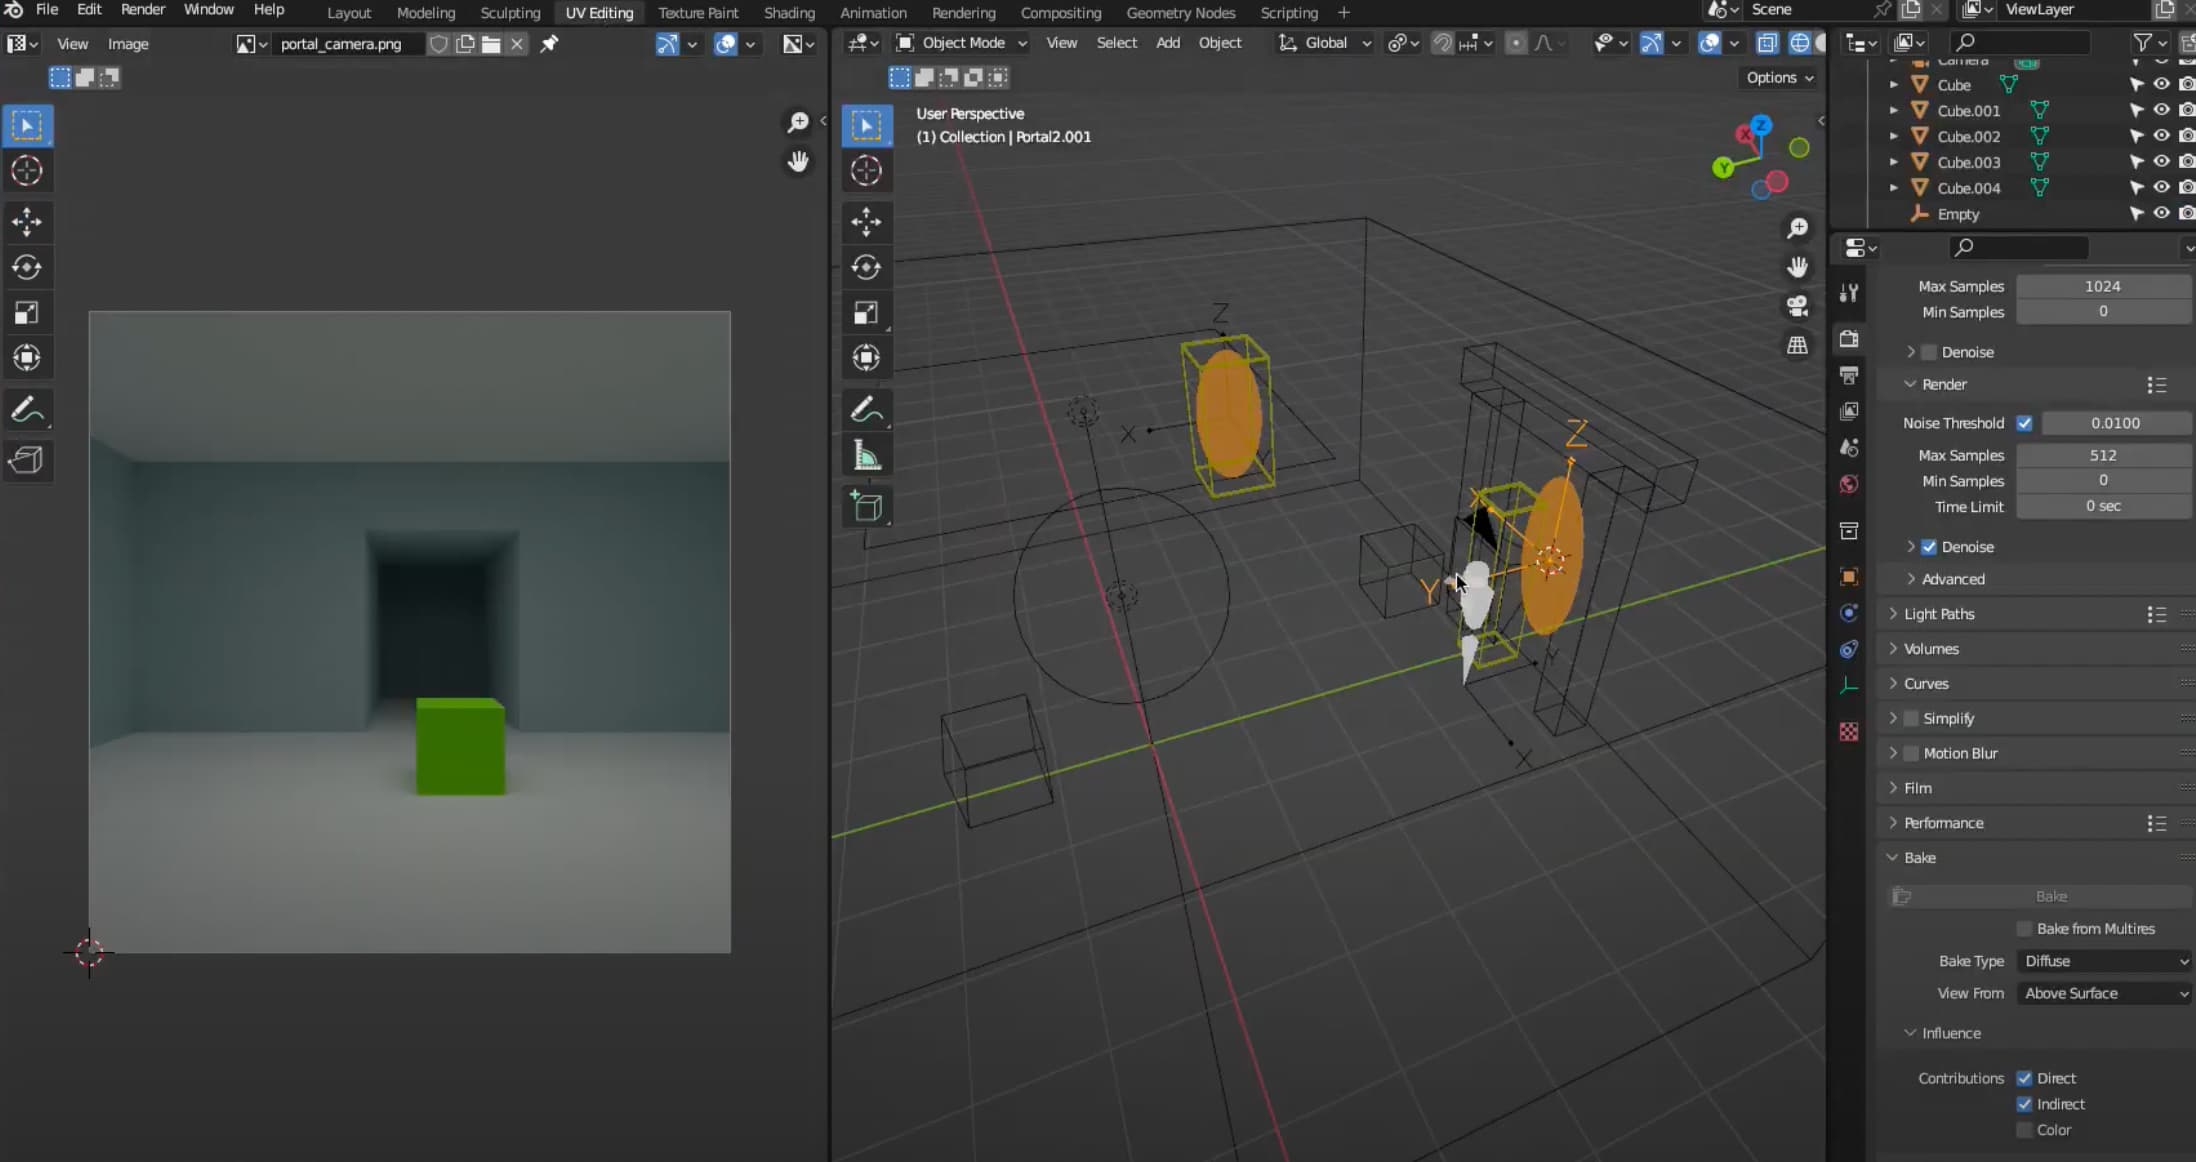 File Edit Render Window Help Layout Modeling Sculpting UV Editing Texture Paint Shading Animation Rendering Compositing Geometry Nodes Scripting +
Scene
ViewLayer
View Image
portal_camera.png
Object Mode
View Select Add Object
Global
Options
User Perspective
(1) Collection | Portal2.001
Z
X
Y
Z
X
Z
X
Y
Y
X
Camera
Cube
Cube.001
Cube.002
Cube.003
Cube.004
Empty
Max Samples 1024
Min Samples 0
Denoise
Render
Noise Threshold 0.0100
Max Samples 512
Min Samples 0
Time Limit 0 sec
Denoise
Advanced
Light Paths
Volumes
Curves
Simplify
Motion Blur
Film
Performance
Bake
Bake
Bake from Multires
Bake Type Diffuse
View From Above Surface
Influence
Contributions Direct
Indirect
Color